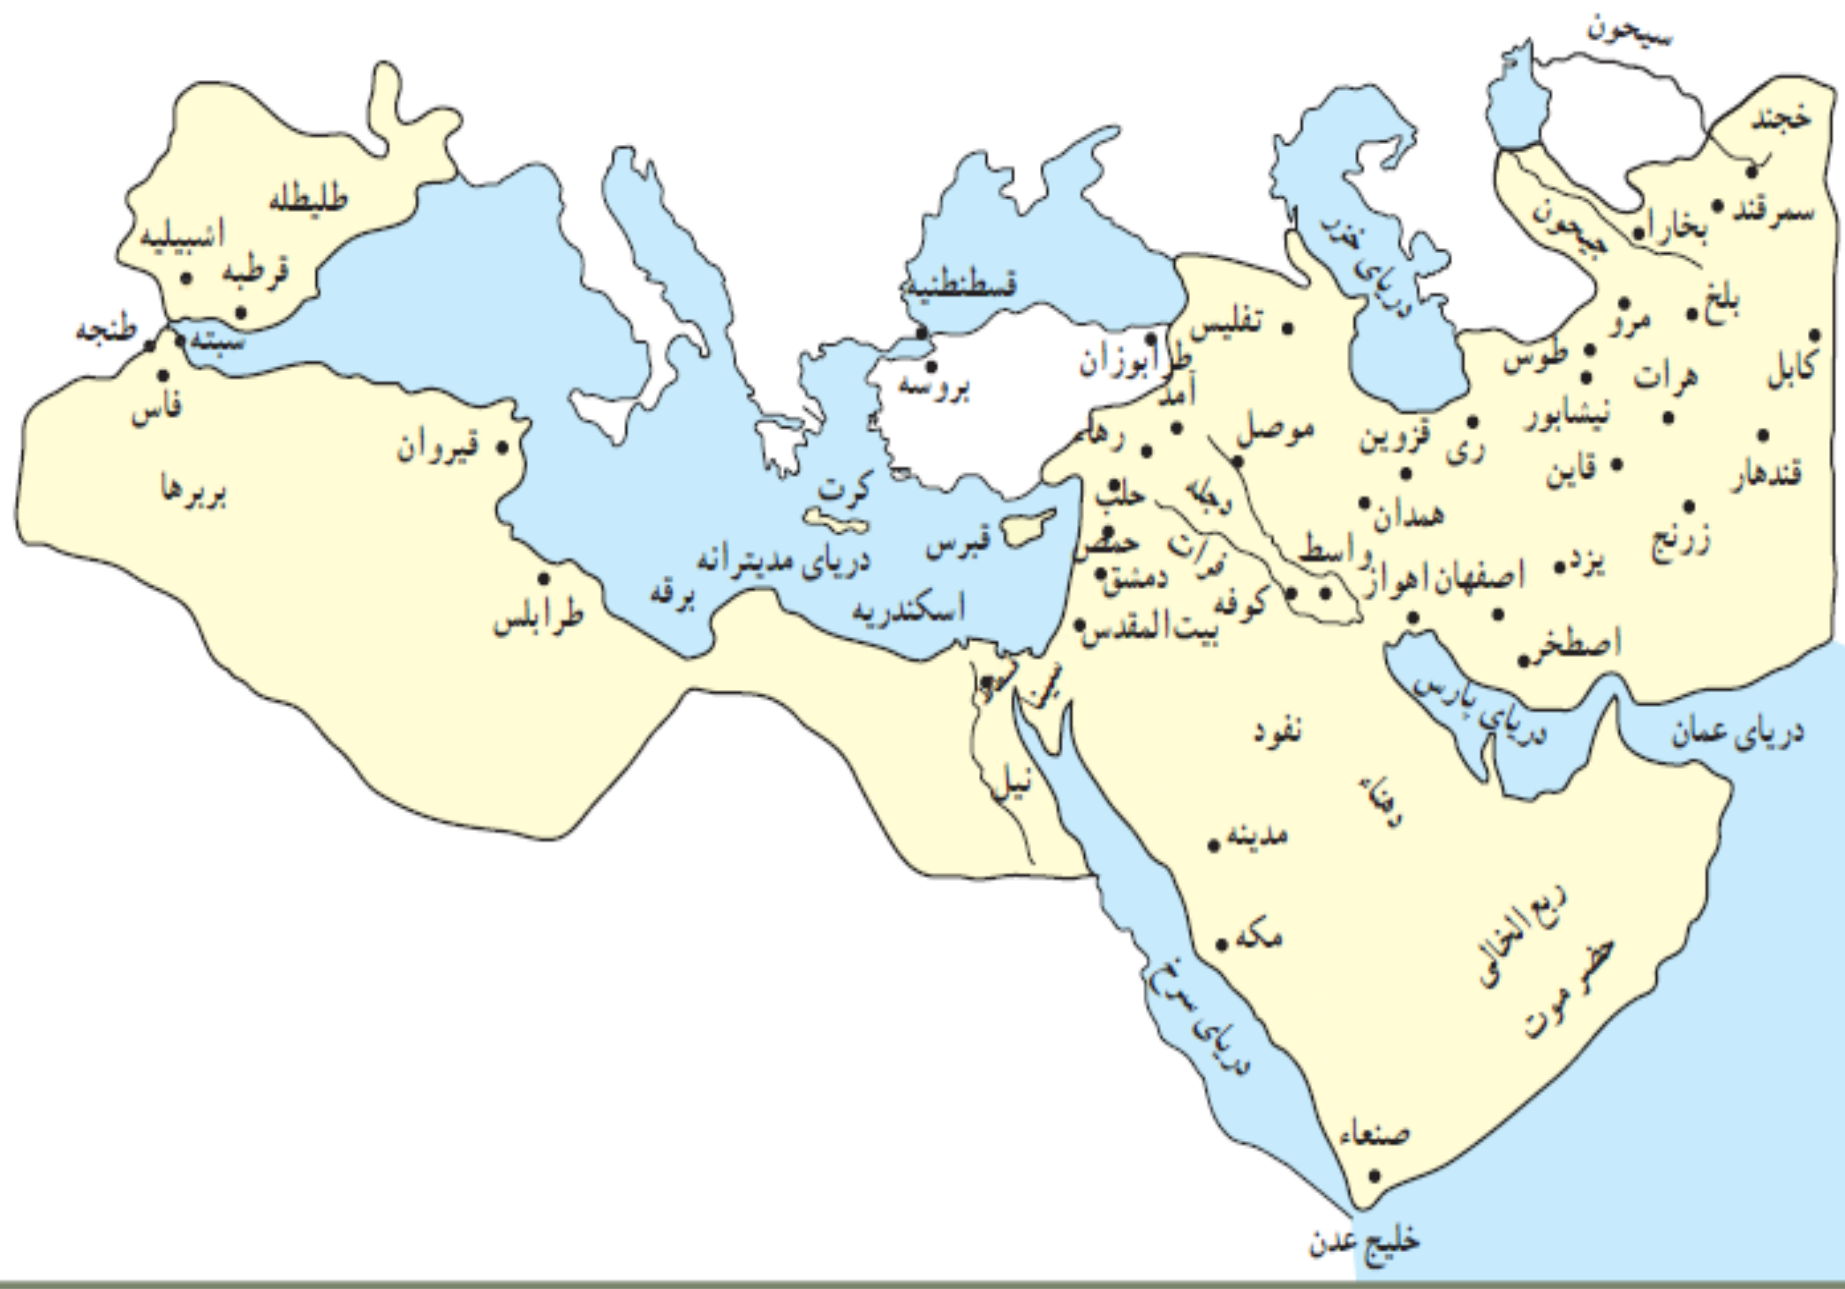 سیحون
خجند
سمرقند
بخارا
جیحون
دریای خزر
بلخ
مرو
کابل
طوس
هرات
نیشابور
قندهار
قاین
زرنج
یزد
ری
قزوین
همدان
اصفهان
اهواز
اصطخر
واسط
کوفه
تفلیس
طرابوزان
آمد
موصل
رهاء
حلب
دجله
فرات
حمص
دمشق
بیت‌المقدس
قسطنطنیه
بروسه
کرت
قبرس
دریای مدیترانه
اسکندریه
برقه
طرابلس
قیروان
بربرها
فاس
طنجه
سبته
قرطبه
اشبیلیه
طلیطله
نیل
نفود
دهناء
دریای پارس
دریای عمان
مدینه
مکه
ربع الخالی
حضر موت
دریای سرخ
صنعاء
خلیج عدن